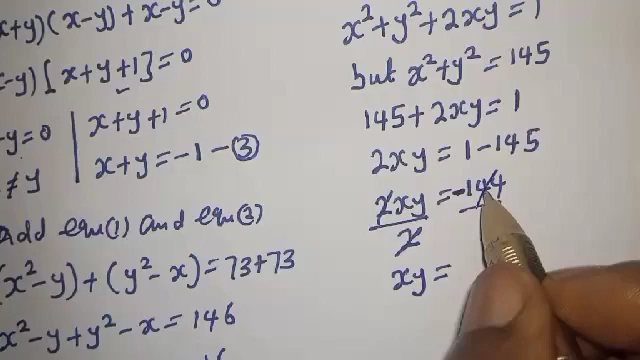 x+y)(x-y)+x-y=0
x-y)[x+y+1]=0
-y=0 | x+y+1=0
≠y | x+y=-1-③
Add eqn(1) and eqn(2)
(x²-y)+(y²-x)=73+73
x²-y+y²-x=146
x²+y²+2xy=1
but x²+y²=145
145+2xy=1
2xy=1-145
2xy=-144
2
xy=